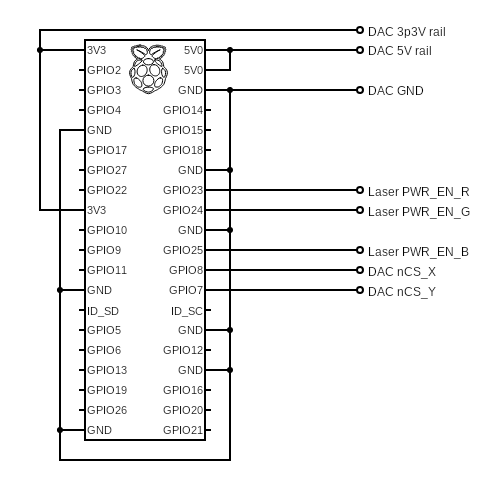 DAC 3p3V rail
3V3 5V0 DAC 5V rail
GPIO2 5V0
GPIO3 GND DAC GND
GPIO4 GPIO14
GND GPIO15
GPIO17 GPIO18
GPIO27 GND
GPIO22 GPIO23 Laser PWR_EN_R
3V3 GPIO24 Laser PWR_EN_G
GPIO10 GND
GPIO9 GPIO25 Laser PWR_EN_B
GPIO11 GPIO8 DAC nCS_X
GND GPIO7 DAC nCS_Y
ID_SD ID_SC
GPIO5 GND
GPIO6 GPIO12
GPIO13 GND
GPIO19 GPIO16
GPIO26 GPIO20
GND GPIO21